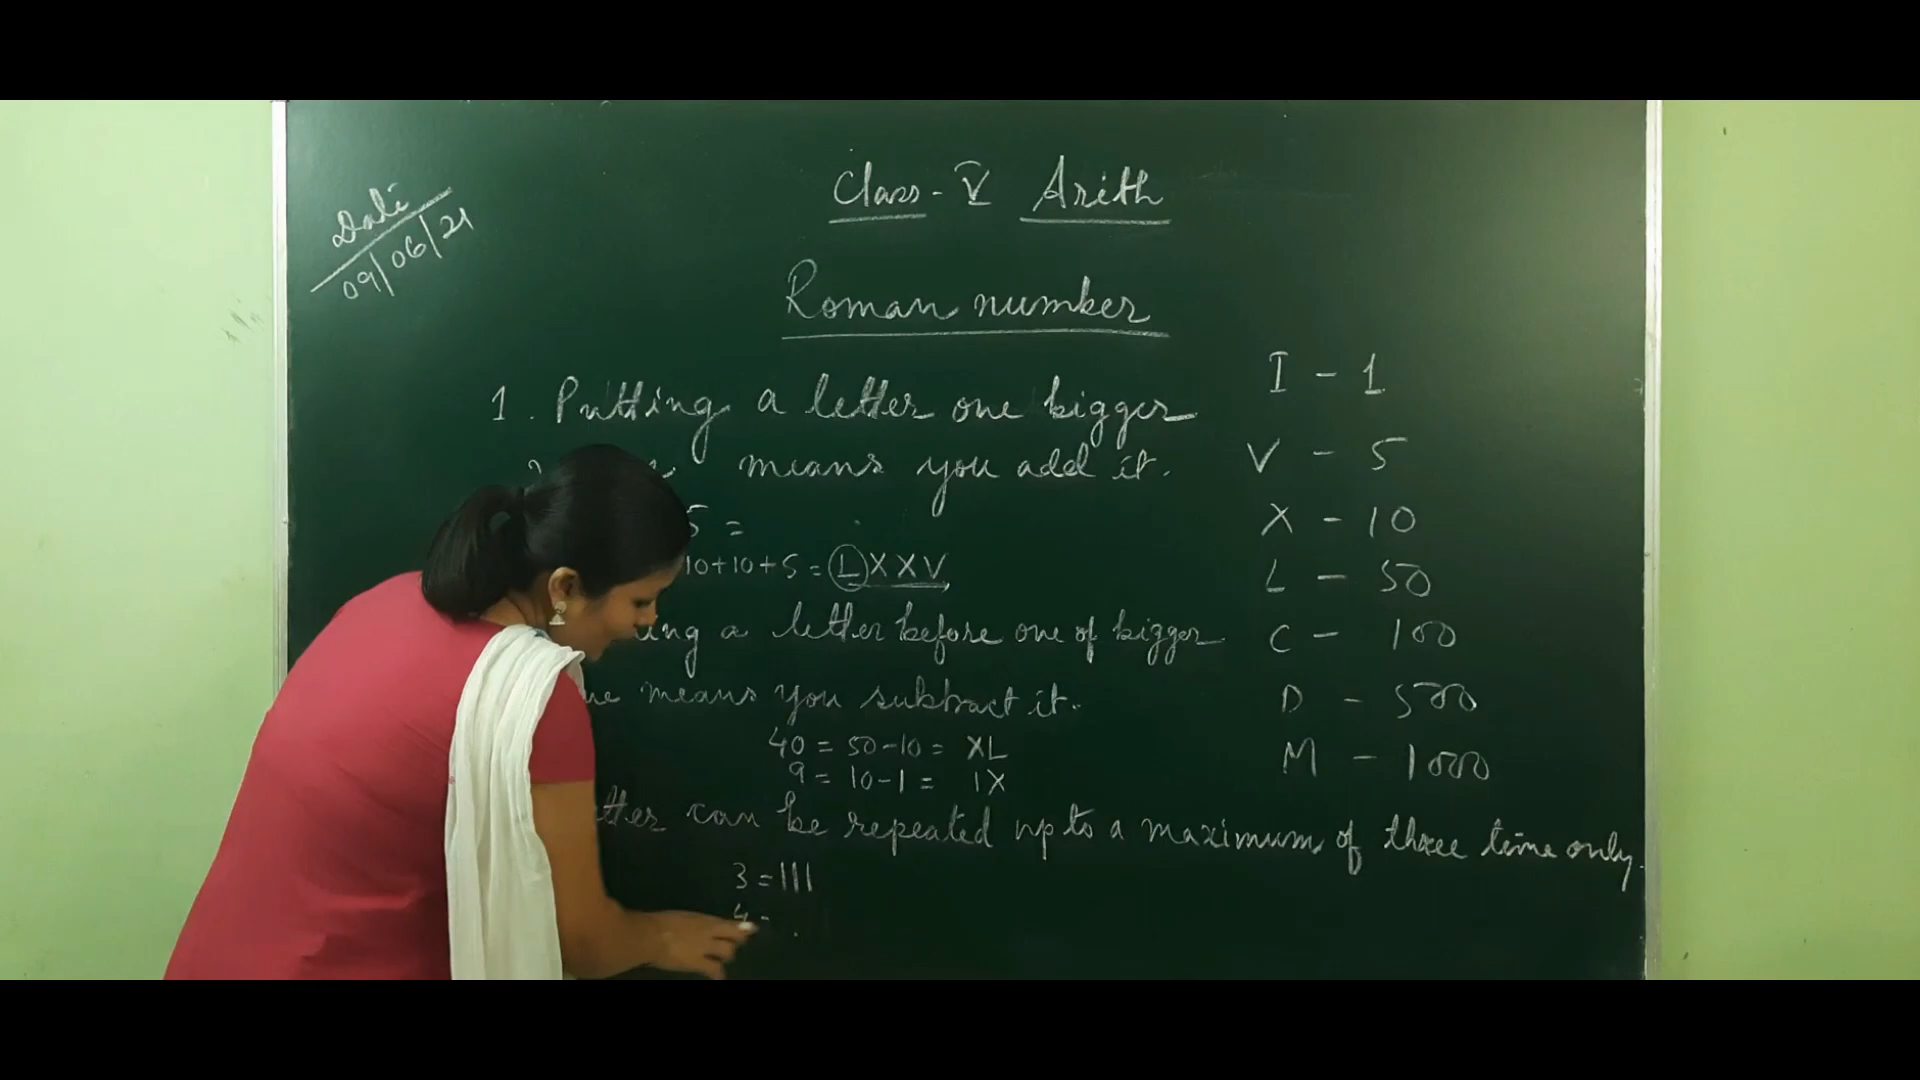 Date
09/06/21
Class - V Arith
Roman number
1. Putting a letter one bigger
means you add it.
5 =
10+10+5 = LXXV
a letter before one of bigger
means you subtract it.
40 = 50-10 = XL
9 = 10-1 = IX
can be repeated up to a maximum of three time only.
3 = III
4 =
I - 1
V - 5
X - 10
L - 50
C - 100
D - 500
M - 1000